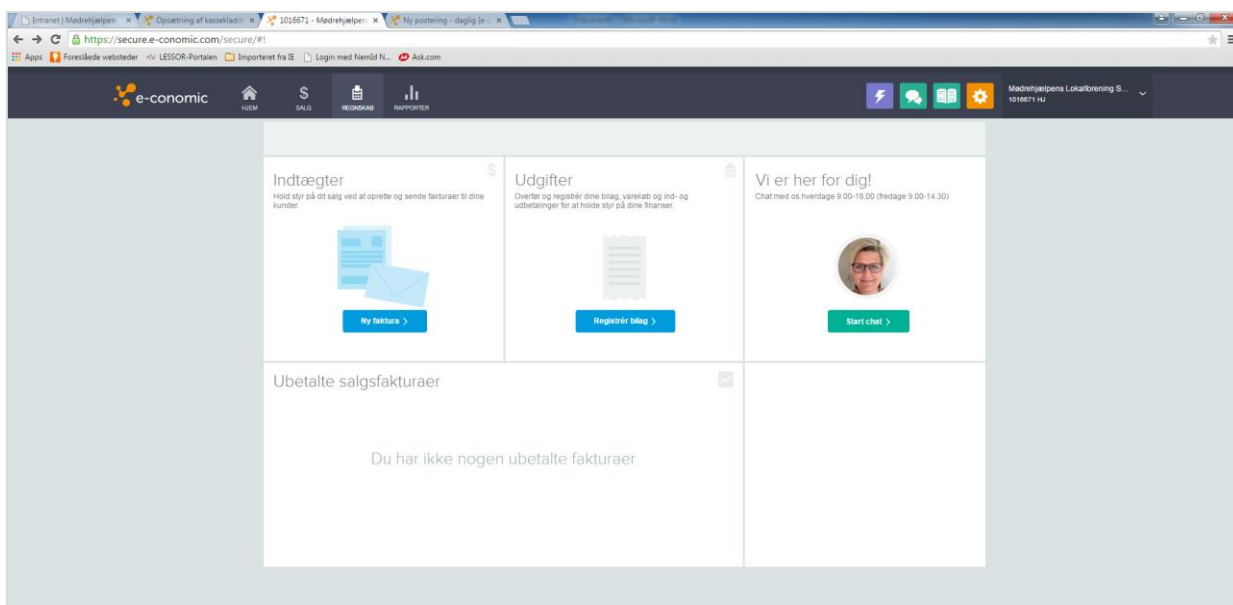 Intranet | Mødrehjælpen
Opsætning af kasseklad
1016671 - Mødrehjælpen
Ny postering - daglig [e-c
https://secure.e-conomic.com/secure/#!
Apps
Foreslåede websteder
LESSOR-Portalen
Importeret fra IE
Login med NemId N...
Ask.com
e-conomic
HJEM
SALG
REGNSKAB
RAPPORTER
Mødrehjælpens Lokalforening S...
1016671 HJ
Indtægter
Hold styr på dit salg ved at oprette og sende fakturaer til dine
kunder.
Ny faktura
Udgifter
Overfør og registrér dine bilag, varekøb og ind- og
udbetalinger for at holde styr på dine finanser.
Registrér bilag
Vi er her for dig!
Chat med os hverdage 9.00-18.00 (fredage 9.00-14.30)
Start chat
Ubetalte salgsfakturaer
Du har ikke nogen ubetalte fakturaer